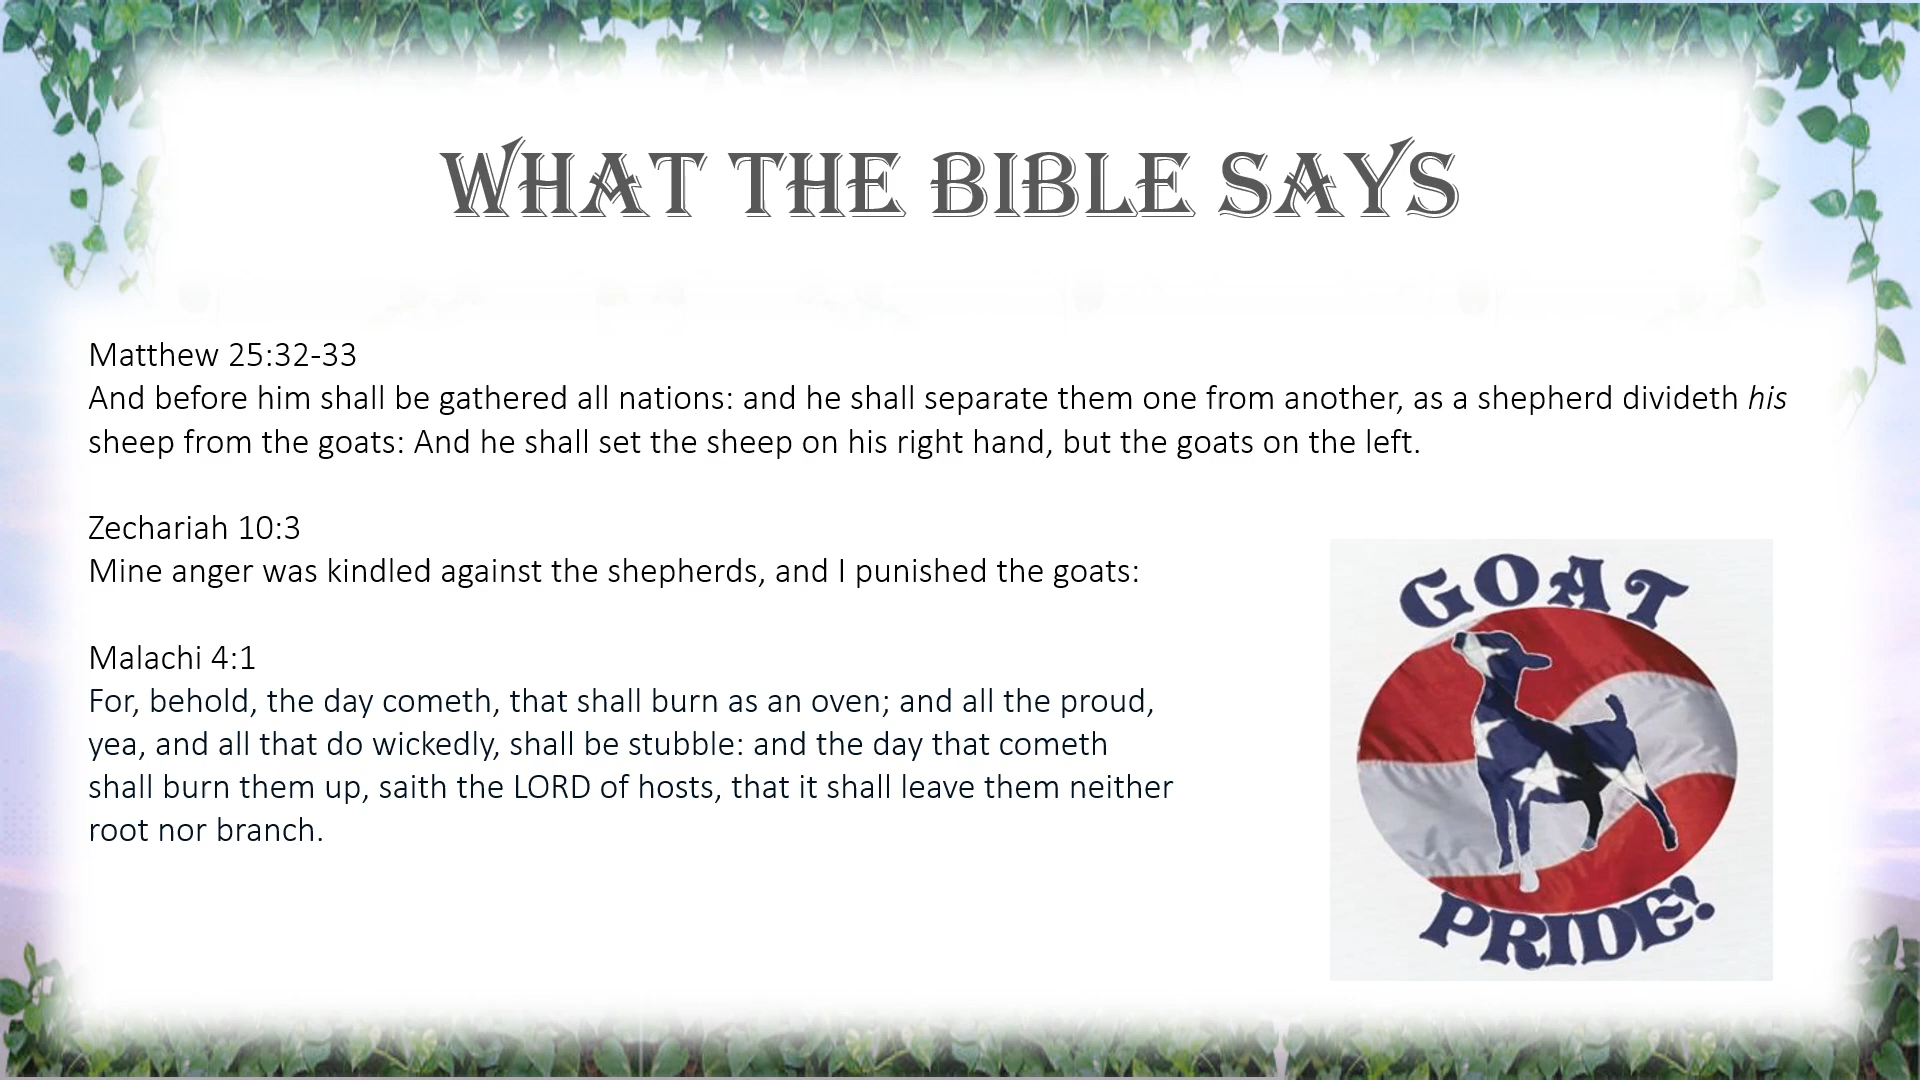 WHAT THE BIBLE SAYS
Matthew 25:32-33
And before him shall be gathered all nations: and he shall separate them one from another, as a shepherd divideth his
sheep from the goats: And he shall set the sheep on his right hand, but the goats on the left.
Zechariah 10:3
Mine anger was kindled against the shepherds, and I punished the goats:
Malachi 4:1
For, behold, the day cometh, that shall burn as an oven; and all the proud,
yea, and all that do wickedly, shall be stubble: and the day that cometh
shall burn them up, saith the LORD of hosts, that it shall leave them neither
root nor branch.
GOAT
PRIDE!